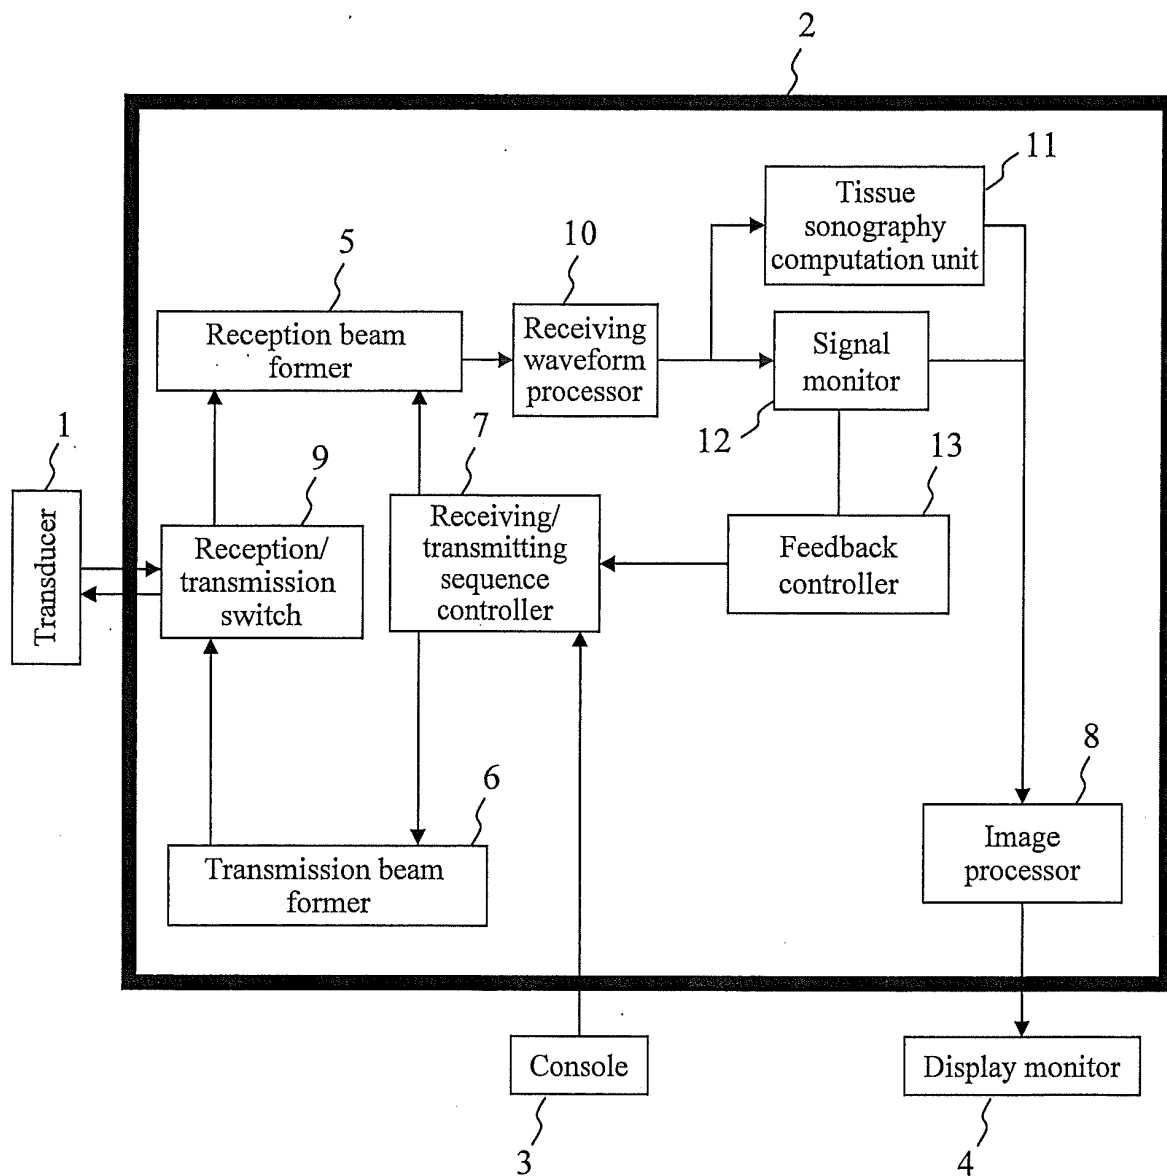 2
11
Tissue
sonography
computation unit
10
5
Receiving
waveform
processor
Reception beam
former
Signal
monitor
12
13
1
9
7
Transducer
Reception/
transmission
switch
Receiving/
transmitting
sequence
controller
Feedback
controller
8
6
Image
processor
Transmission beam
former
Console
Display monitor
3
4